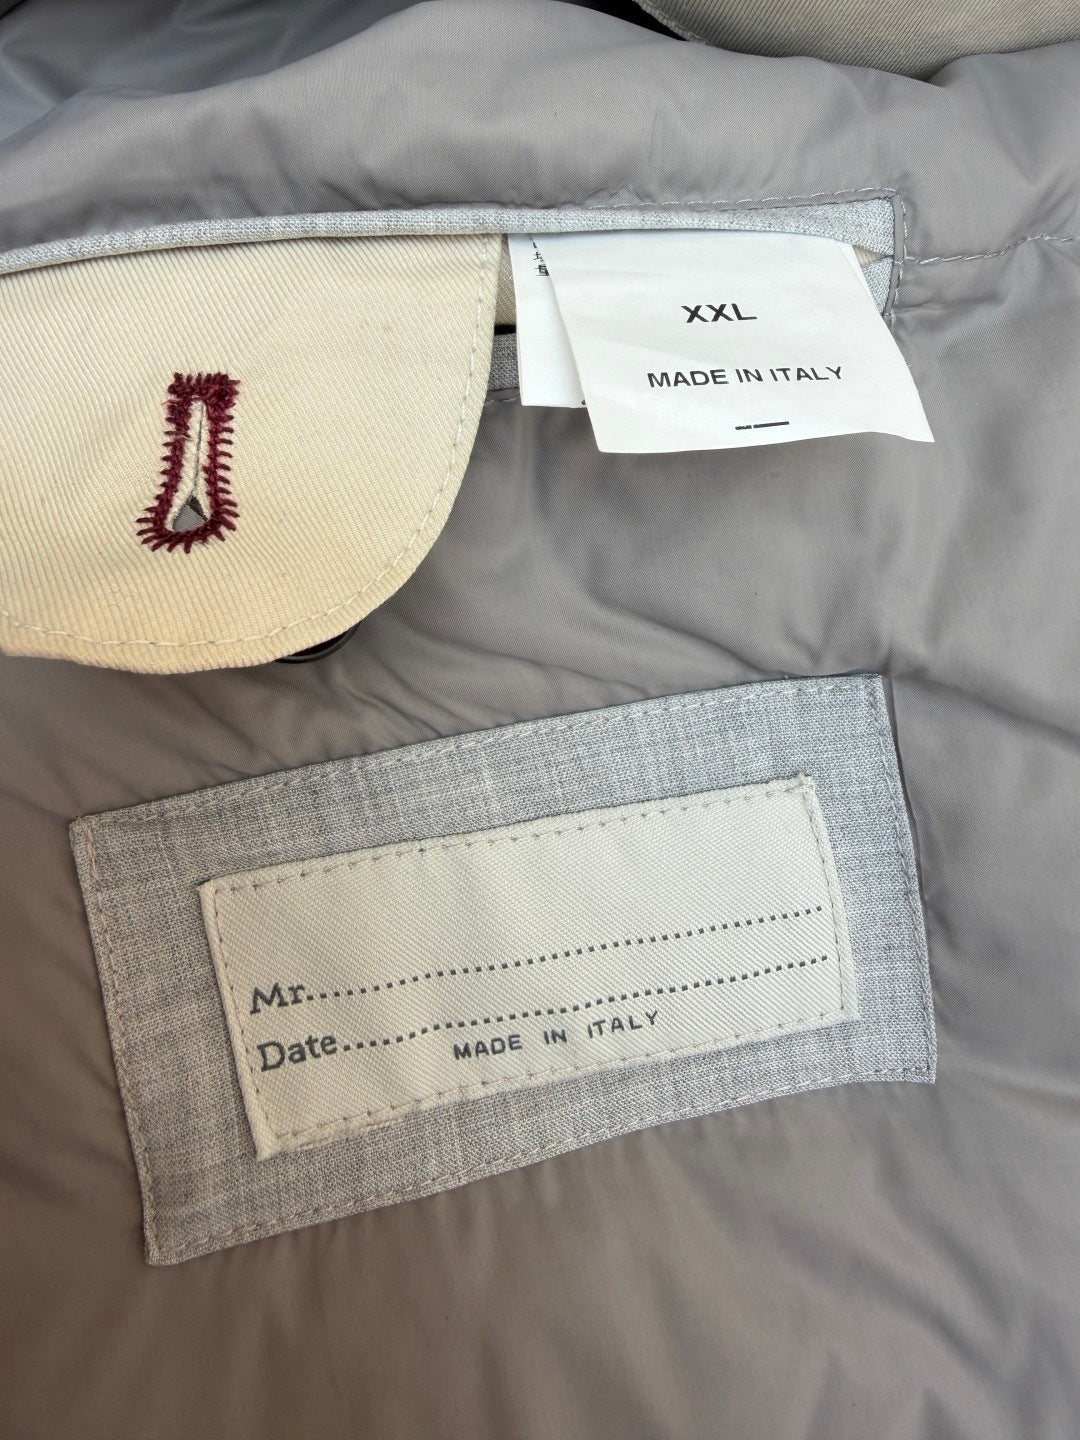 XXL
MADE IN ITALY
Mr..............................................
Date..............................................
MADE IN ITALY